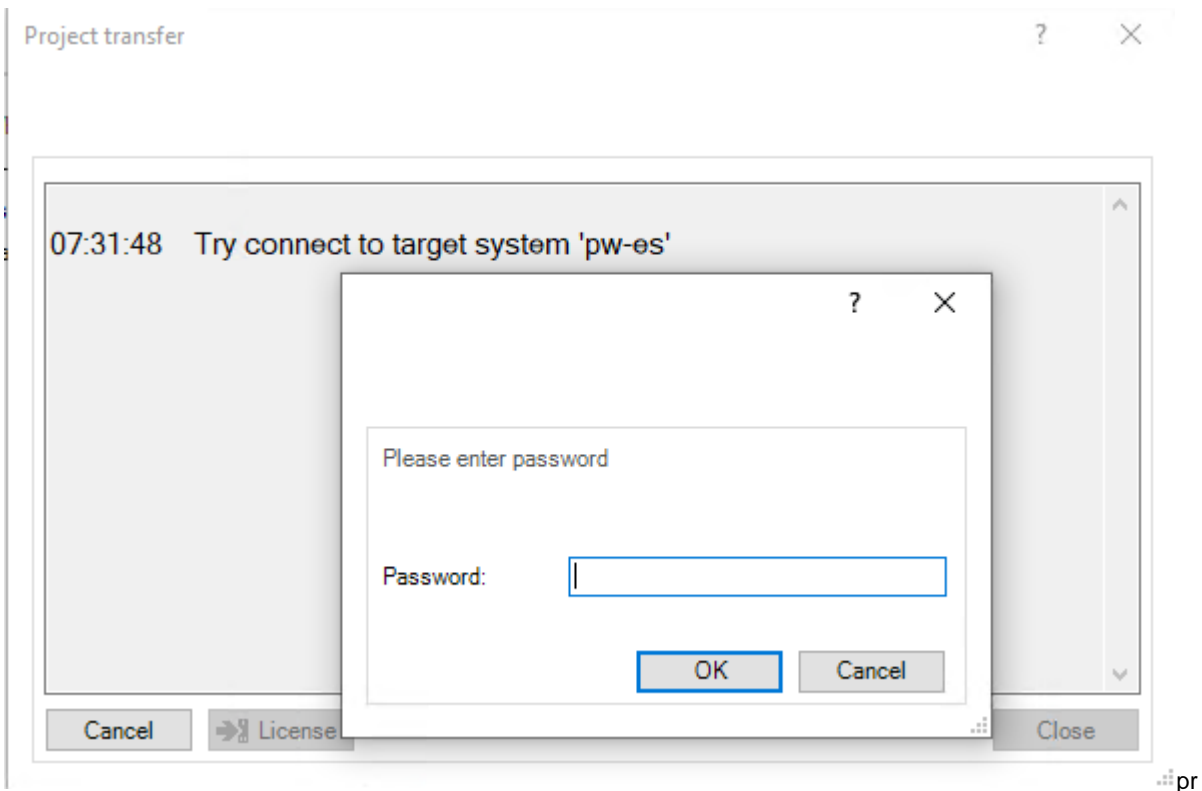 Project transfer
?
07:31:48 Try connect to target system 'pw-es'
?
Please enter password
Password:
OK Cancel
Cancel License Close
pr